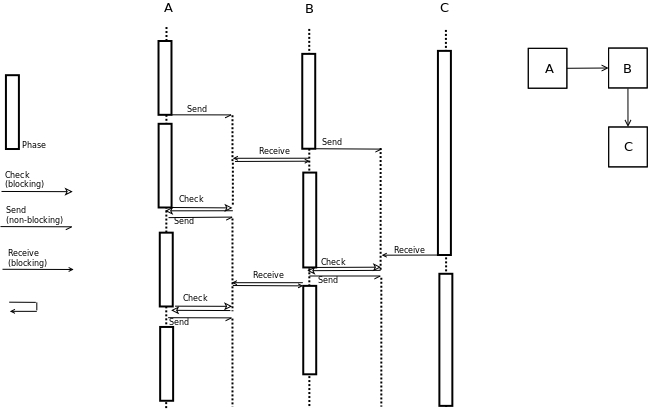 A
B
C
Send
Send
Phase
Receive
Check
(blocking)
Check
Send
(non-blocking)
Send
Receive
(blocking)
Receive
Check
Send
Receive
Check
Send
A
B
C